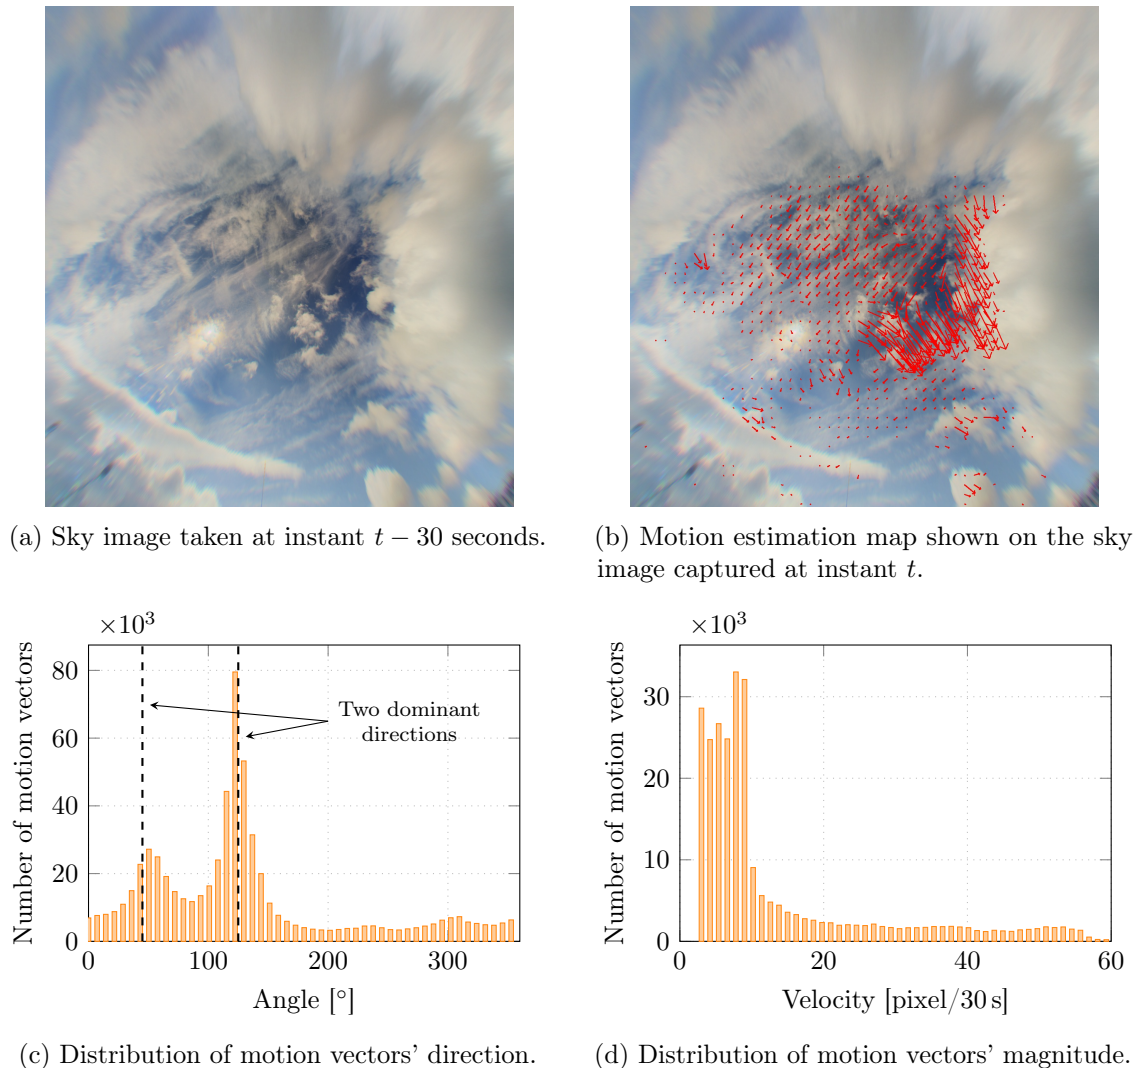 (a) Sky image taken at instant t − 30 seconds.
(b) Motion estimation map shown on the sky
image captured at instant t.
×10³
Number of motion vectors
80
60
40
20
0
0 100 200 300
Two dominant
directions
Angle [°]
(c) Distribution of motion vectors' direction.
×10³
Number of motion vectors
30
20
10
0
0 20 40 60
Velocity [pixel/30 s]
(d) Distribution of motion vectors' magnitude.